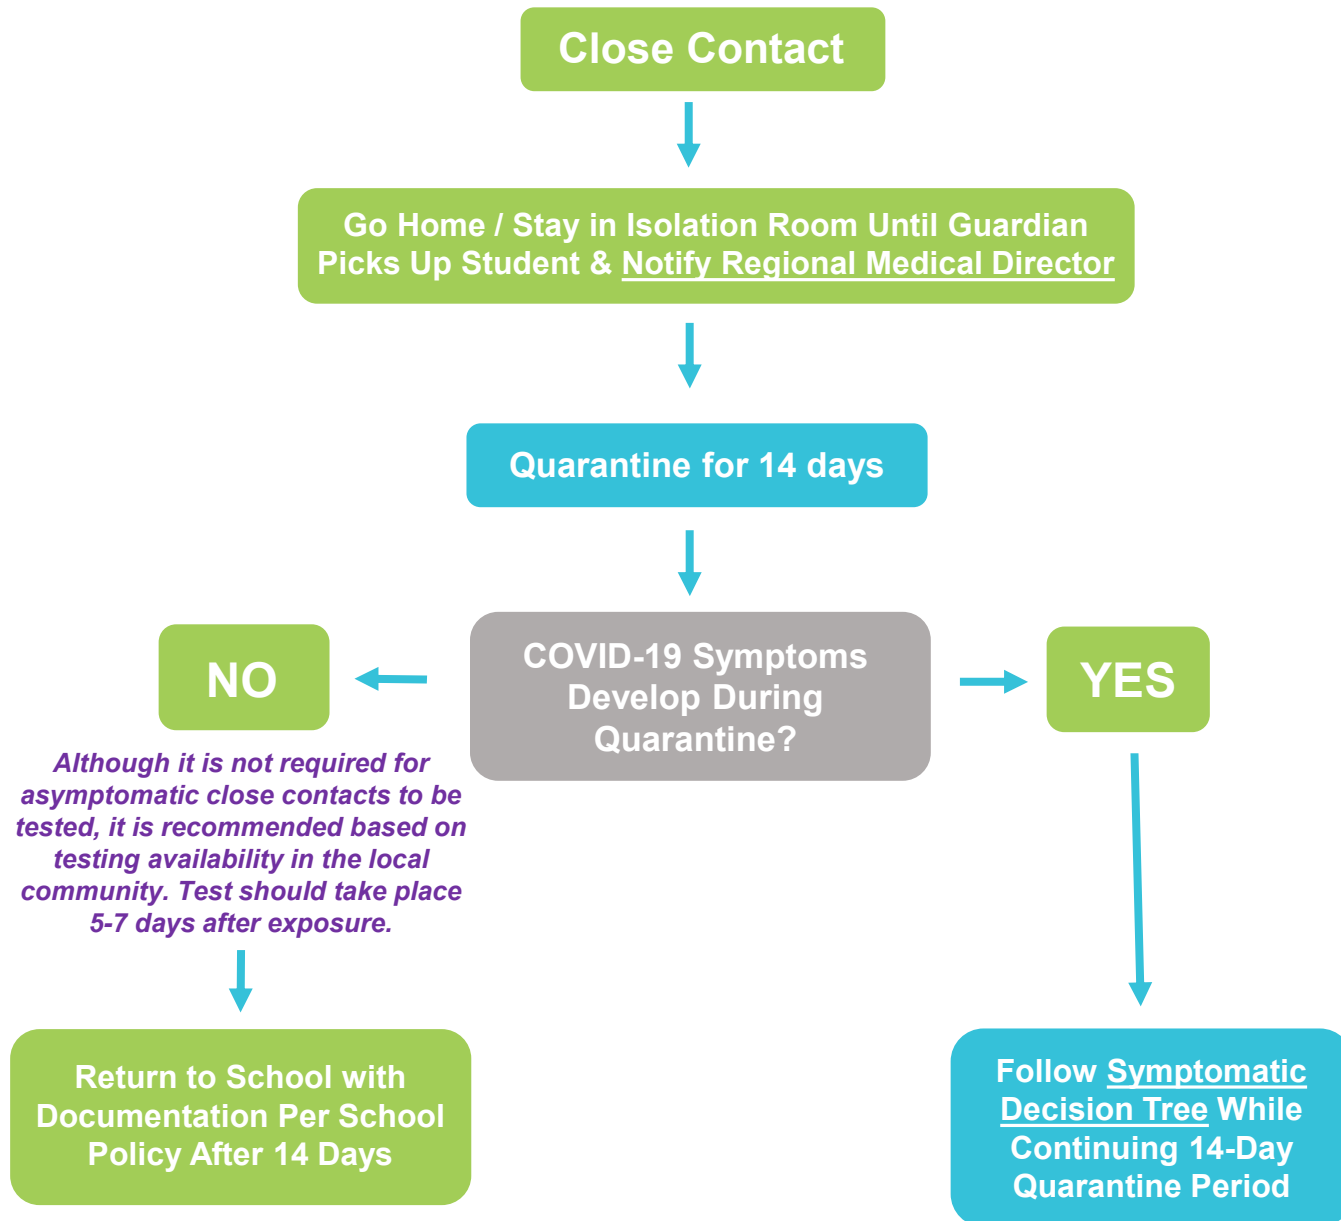 Close Contact
Go Home / Stay in Isolation Room Until Guardian
Picks Up Student & Notify Regional Medical Director
Quarantine for 14 days
NO
COVID-19 Symptoms
Develop During
Quarantine?
YES
Although it is not required for
asymptomatic close contacts to be
tested, it is recommended based on
testing availability in the local
community. Test should take place
5-7 days after exposure.
Return to School with
Documentation Per School
Policy After 14 Days
Follow Symptomatic
Decision Tree While
Continuing 14-Day
Quarantine Period